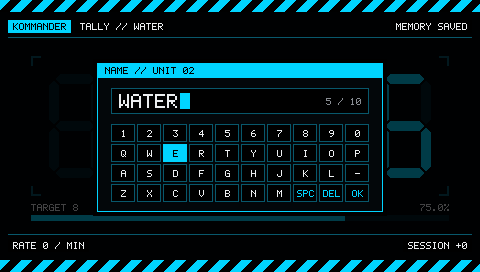 KOMMANDER TALLY // WATER MEMORY SAVED
NAME // UNIT 02
WATER 5 / 10
1 2 3 4 5 6 7 8 9 0
Q W E R T Y U I O P
A S D F G H J K L -
Z X C V B N M SPC DEL OK
TARGET 8 75.0%
RATE 0 / MIN SESSION +0